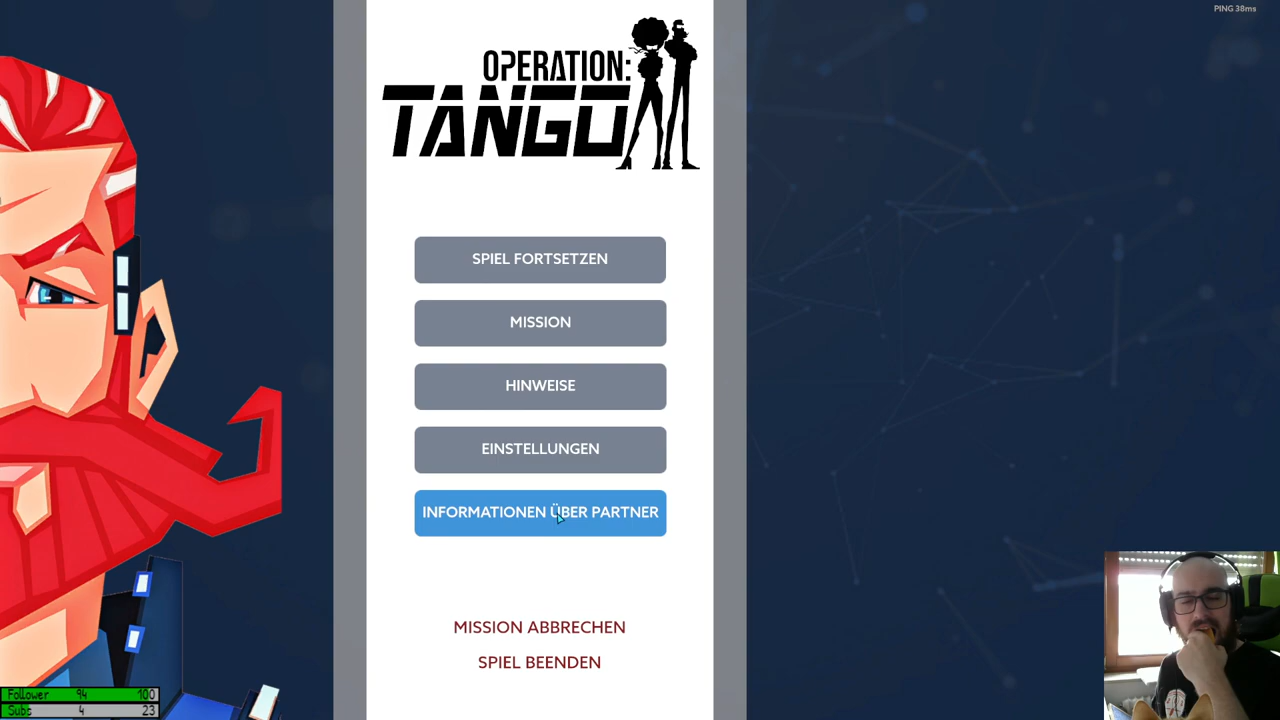 PING 38ms
OPERATION:
TANGO
SPIEL FORTSETZEN
MISSION
HINWEISE
EINSTELLUNGEN
INFORMATIONEN ÜBER PARTNER
MISSION ABBRECHEN
SPIEL BEENDEN
Follower 94 100
Subs 4 23